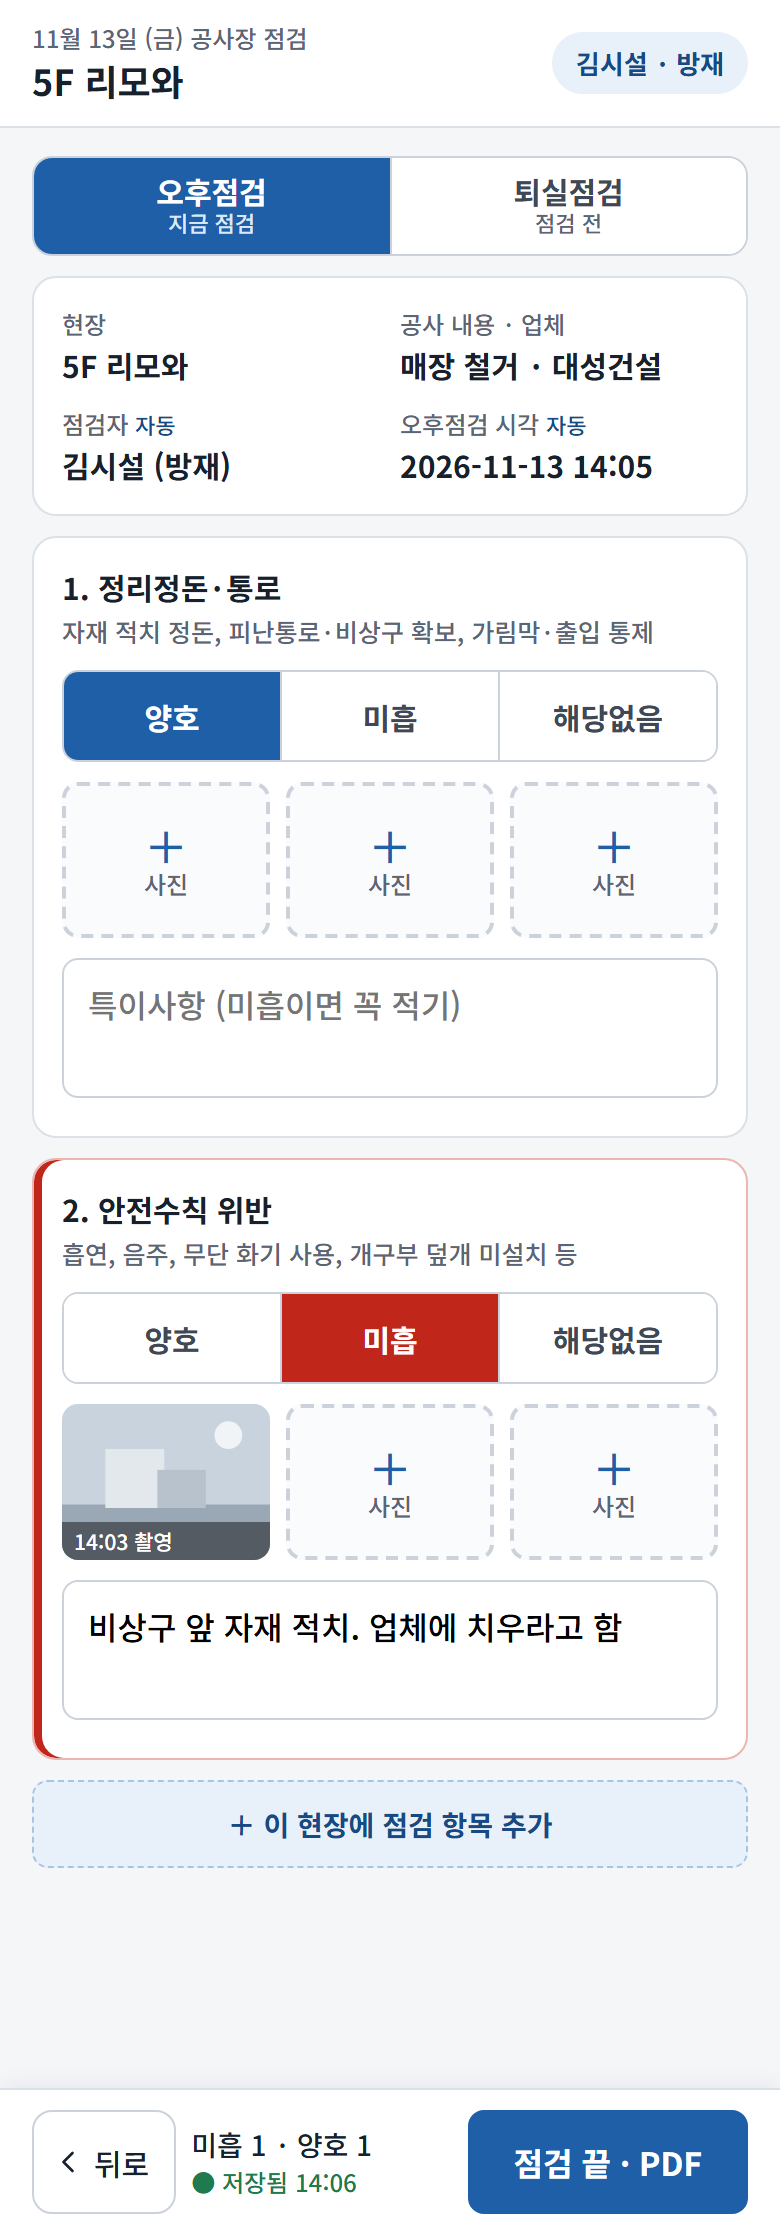 11월 13일 (금) 공사장 점검
5F 리모와
김시설 · 방재
오후점검
지금 점검
퇴실점검
점검 전
현장
5F 리모와
공사 내용 · 업체
매장 철거 · 대성건설
점검자 자동
김시설 (방재)
오후점검 시각 자동
2026-11-13 14:05
1. 정리정돈·통로
자재 적치 정돈, 피난통로·비상구 확보, 가림막·출입 통제
양호
미흡
해당없음
+
사진
+
사진
+
사진
특이사항 (미흡이면 꼭 적기)
2. 안전수칙 위반
흡연, 음주, 무단 화기 사용, 개구부 덮개 미설치 등
양호
미흡
해당없음
14:03 촬영
+
사진
+
사진
비상구 앞 자재 적치. 업체에 치우라고 함
+ 이 현장에 점검 항목 추가
뒤로
미흡 1 · 양호 1
● 저장됨 14:06
점검 끝 · PDF